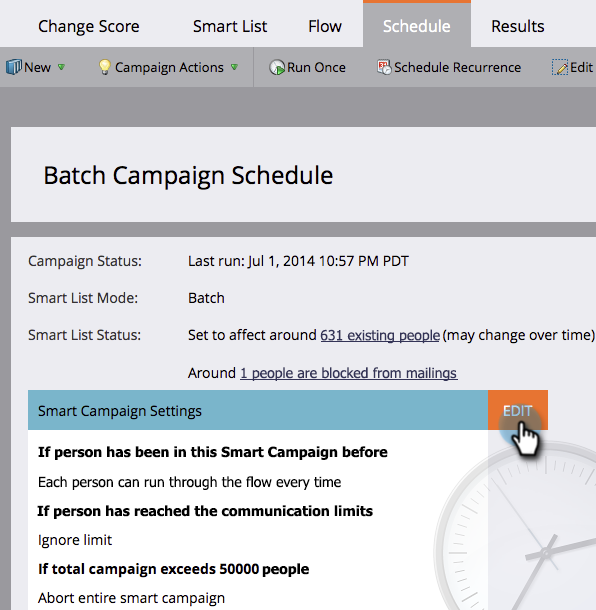 Change Score Smart List Flow Schedule Results
New Campaign Actions Run Once Schedule Recurrence Edit
Batch Campaign Schedule
Campaign Status: Last run: Jul 1, 2014 10:57 PM PDT
Smart List Mode: Batch
Smart List Status: Set to affect around 631 existing people (may change over time)
Around 1 people are blocked from mailings
Smart Campaign Settings EDIT
If person has been in this Smart Campaign before
Each person can run through the flow every time
If person has reached the communication limits
Ignore limit
If total campaign exceeds 50000 people
Abort entire smart campaign